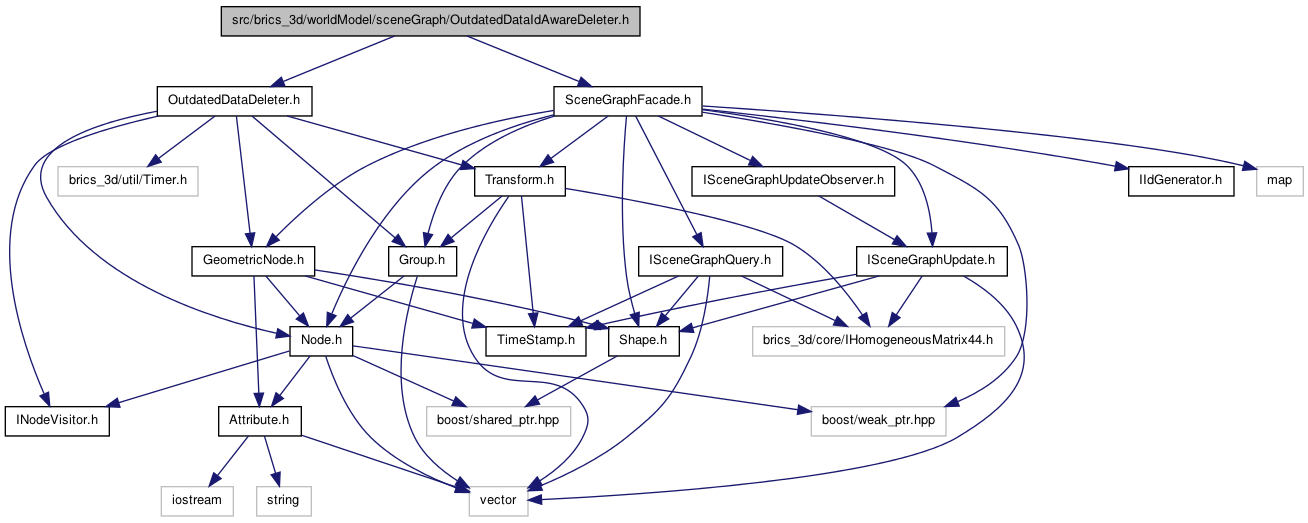 src/brics_3d/worldModel/sceneGraph/OutdatedDataIdAwareDeleter.h
OutdatedDataDeleter.h
SceneGraphFacade.h
brics_3d/util/Timer.h
Transform.h
ISceneGraphUpdateObserver.h
IIdGenerator.h
map
GeometricNode.h
Group.h
ISceneGraphQuery.h
ISceneGraphUpdate.h
Node.h
TimeStamp.h
Shape.h
brics_3d/core/IHomogeneousMatrix44.h
INodeVisitor.h
Attribute.h
boost/shared_ptr.hpp
boost/weak_ptr.hpp
iostream
string
vector